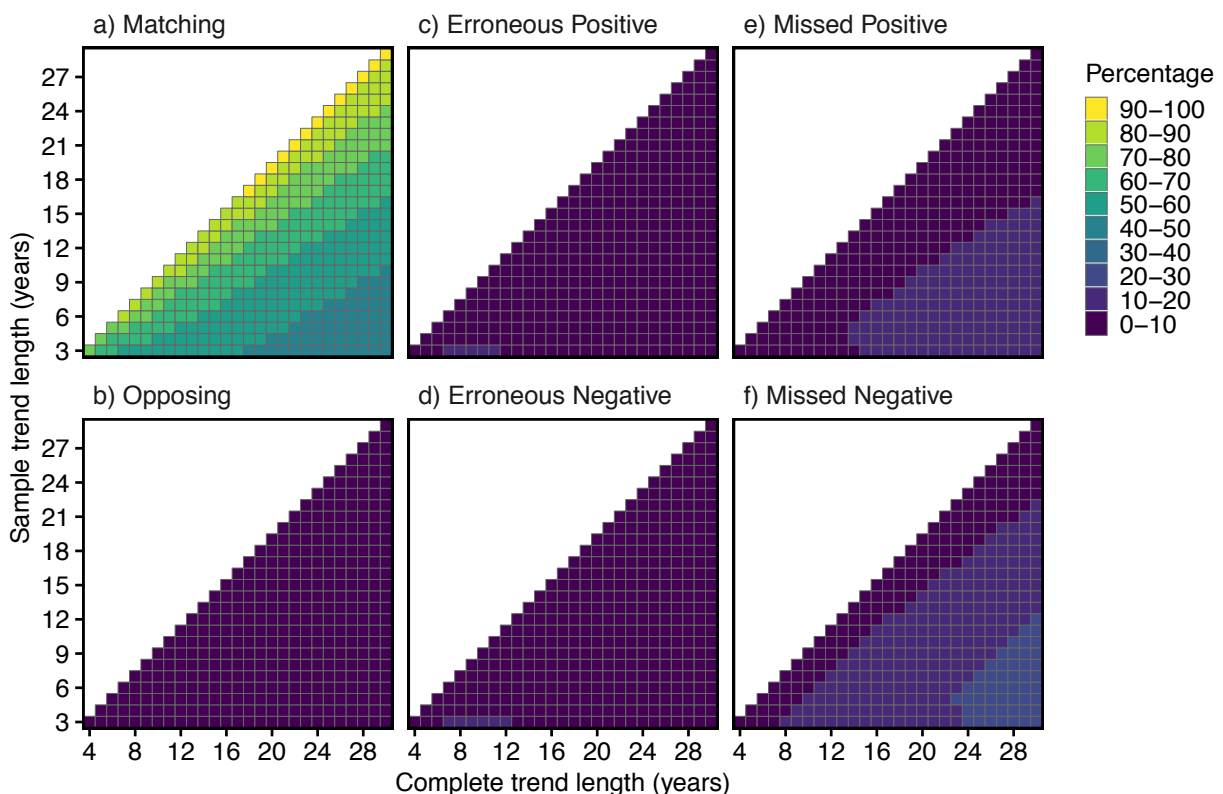 a) Matching
c) Erroneous Positive
e) Missed Positive
27
24
21
18
15
12
9
6
3
Percentage
90–100
80–90
70–80
60–70
50–60
40–50
30–40
20–30
10–20
0–10
Sample trend length (years)
b) Opposing
d) Erroneous Negative
f) Missed Negative
27
24
21
18
15
12
9
6
3
4 8 12 16 20 24 28
4 8 12 16 20 24 28
4 8 12 16 20 24 28
Complete trend length (years)